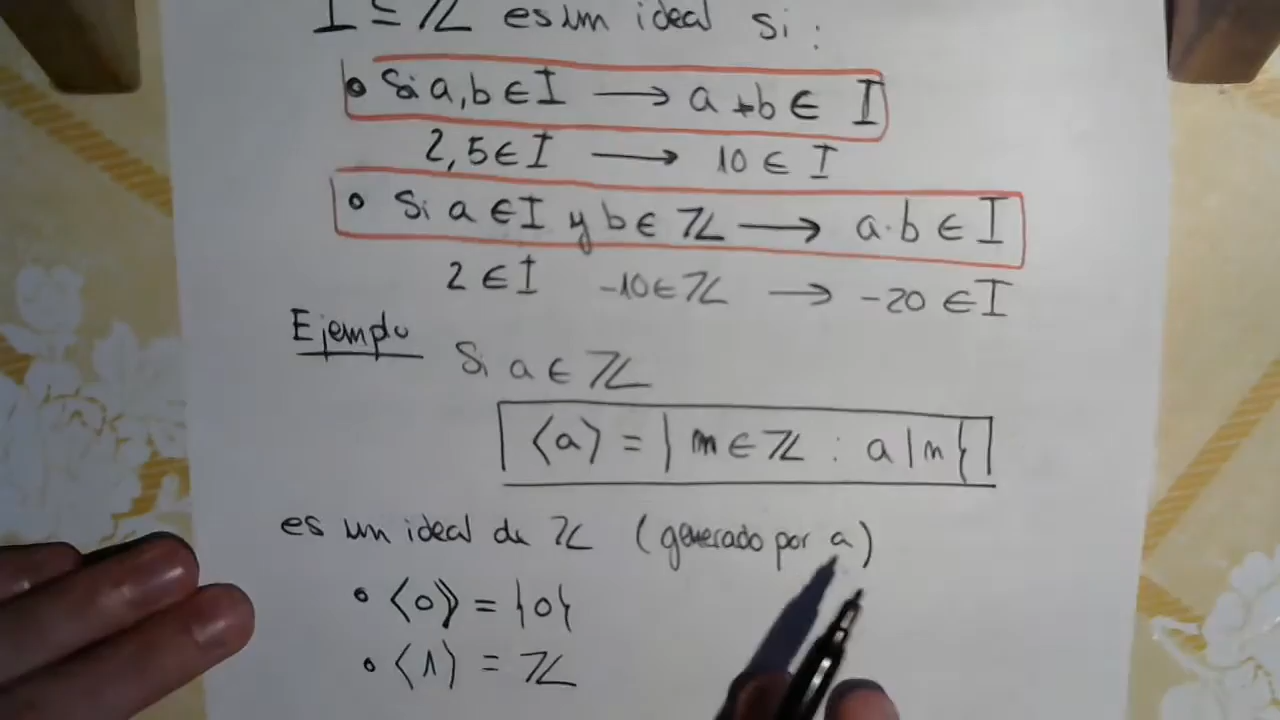 I ⊆ ℤ es un ideal si :
• Si a, b ∈ I ⟶ a + b ∈ I
2, 5 ∈ I ⟶ 10 ∈ I
• Si a ∈ I y b ∈ ℤ ⟶ a·b ∈ I
2 ∈ I -10 ∈ ℤ ⟶ -20 ∈ I
Ejemplo Si a ∈ ℤ
⟨a⟩ = { m ∈ ℤ : a | m }
es un ideal de ℤ (generado por a)
• ⟨0⟩ = {0}
• ⟨1⟩ = ℤ